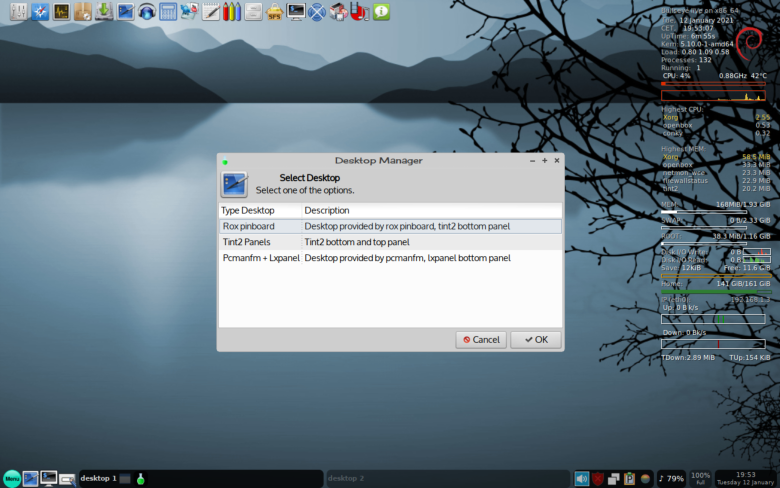 SFS
Bullseye live on x86_64
12 January 2021
CET: 19:53:07
UpTime: 6m 55s
Kern: 5.10.0-1-amd64
Load: 0.80 1.09 0.58
Processes: 132
Running: 1
CPU: 4% 0.88GHz 42°C
Highest CPU:
Xorg 2.55
openbox 0.53
conky 0.32
Highest MEM:
Xorg 58.5 MiB
openbox 33.3 MiB
netmon_wce 23.3 MiB
firewallstatus 22.9 MiB
tint2 20.2 MiB
MEM: 168MiB/1.93 GiB
SWAP: 0 B/2.33 GiB
ROOT: 38.3 MiB/1.16 GiB
Disk I/O Write: 0 B
Disk I/O Read: 0 B
Save: 12KiB Free: 11.6 GiB
Home: 141 GiB/161 GiB
192.168.1.3
Up: 0 B k/s
Down: 0 Bk/s
TDown:2.89 MiB TUp:154 KiB
Desktop Manager
Select Desktop
Select one of the options.
Type Desktop Description
Rox pinboard Desktop provided by rox pinboard, tint2 bottom panel
Tint2 Panels Tint2 bottom and top panel
Pcmanfm + Lxpanel Desktop provided by pcmanfm, lxpanel bottom panel
Cancel OK
Menu desktop 1 desktop 2 79% 100% 19:53
Full Tuesday 12 January